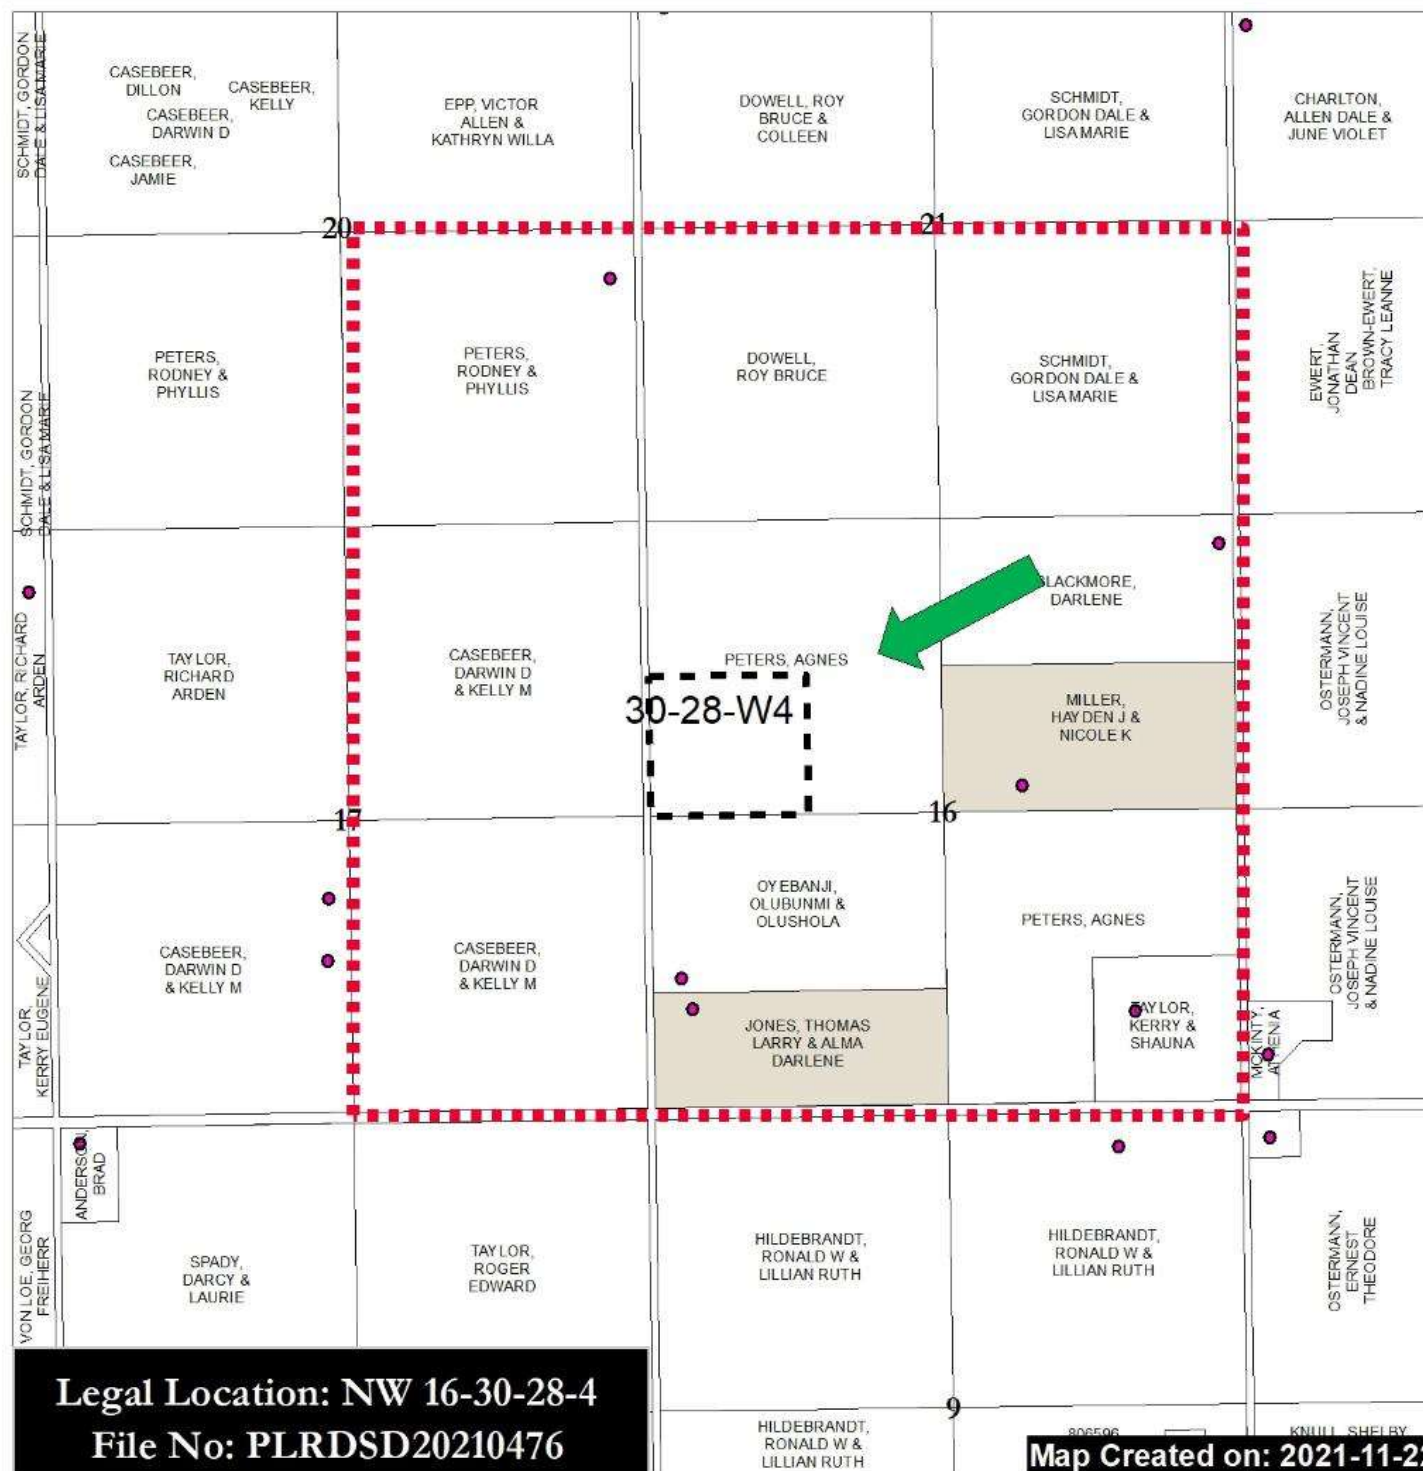 SCHMIDT, GORDON
DALE & LISA MARIE
CASEBEER,
DILLON
CASEBEER,
KELLY
CASEBEER,
DARWIN D
CASEBEER,
JAMIE
EPP, VICTOR
ALLEN &
KATHRYN WILLA
DOWELL, ROY
BRUCE &
COLLEEN
SCHMIDT,
GORDON DALE &
LISA MARIE
CHARLTON,
ALLEN DALE &
JUNE VIOLET
20
21
SCHMIDT, GORDON
DALE & LISA MARIE
PETERS,
RODNEY &
PHYLLIS
PETERS,
RODNEY &
PHYLLIS
DOWELL,
ROY BRUCE
SCHMIDT,
GORDON DALE &
LISA MARIE
EWERT,
JONATHAN
DEAN
BROWN-EWERT,
TRACY LEANNE
TAYLOR, RICHARD
ARDEN
TAYLOR,
RICHARD
ARDEN
CASEBEER,
DARWIN D
& KELLY M
PETERS, AGNES
30-28-W4
DARLENE
MILLER,
HAYDEN J &
NICOLE K
OSTERMANN,
JOSEPH VINCENT
& NADINE LOUISE
17
16
TAYLOR,
KERRY EUGENE
CASEBEER,
DARWIN D
& KELLY M
CASEBEER,
DARWIN D
& KELLY M
OYEBANJI,
OLUBUNMI &
OLUSHOLA
PETERS, AGNES
OSTERMANN,
JOSEPH VINCENT
& NADINE LOUISE
JONES, THOMAS
LARRY & ALMA
DARLENE
TAYLOR,
KERRY &
SHAUNA
MCKINTY,
ATHENIA
ANDERSON,
BRAD
VON LOE, GEORG
FREIHERR
SPADY,
DARCY &
LAURIE
TAYLOR,
ROGER
EDWARD
HILDEBRANDT,
RONALD W &
LILLIAN RUTH
HILDEBRANDT,
RONALD W &
LILLIAN RUTH
OSTERMANN,
ERNEST
THEODORE
9
HILDEBRANDT,
RONALD W &
LILLIAN RUTH
KNULL, SHELBY
Legal Location: NW 16-30-28-4
File No: PLRDSD20210476
Map Created on: 2021-11-2